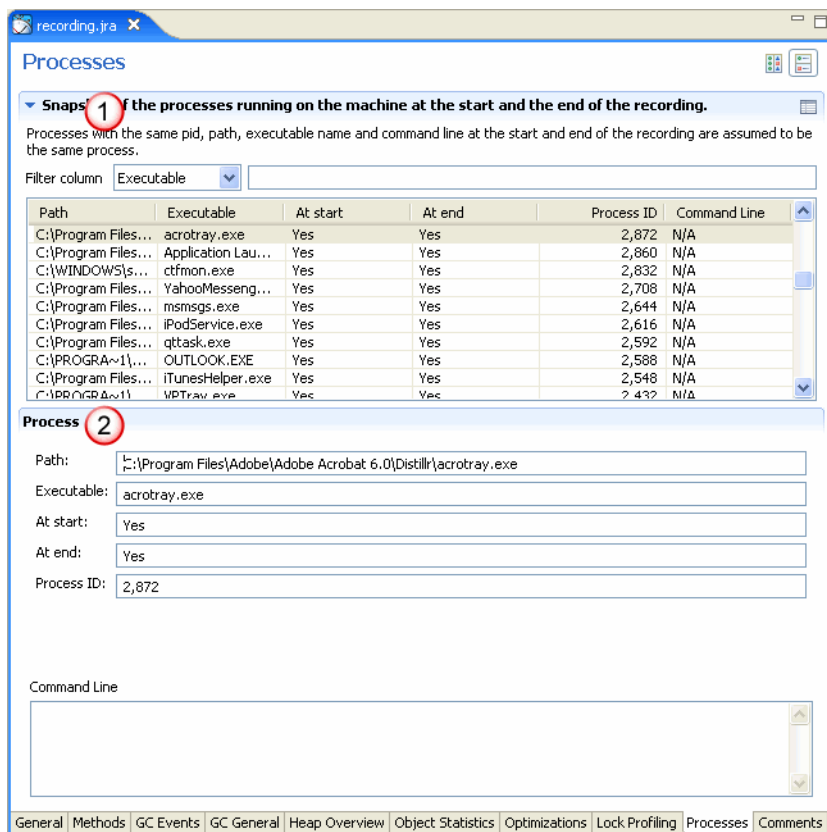 recording.jra
Processes
Snaps of the processes running on the machine at the start and the end of the recording.
1
Processes with the same pid, path, executable name and command line at the start and end of the recording are assumed to be
the same process.
Filter column Executable
Path Executable At start At end Process ID Command Line
C:\Program Files... acrotray.exe Yes Yes 2,872 N/A
C:\Program Files... Application Lau... Yes Yes 2,860 N/A
C:\WINDOWS\s... ctfmon.exe Yes Yes 2,832 N/A
C:\Program Files... YahooMesseng... Yes Yes 2,708 N/A
C:\Program Files... msmsgs.exe Yes Yes 2,644 N/A
C:\Program Files... iPodService.exe Yes Yes 2,616 N/A
C:\Program Files... qttask.exe Yes Yes 2,592 N/A
C:\PROGRA~1\... OUTLOOK.EXE Yes Yes 2,588 N/A
C:\Program Files... iTunesHelper.exe Yes Yes 2,548 N/A
C:\PROGRA~1\ VPTray.exe Yes Yes 2,432 N/A
Process 2
Path: C:\Program Files\Adobe\Adobe Acrobat 6.0\Distillr\acrotray.exe
Executable: acrotray.exe
At start: Yes
At end: Yes
Process ID: 2,872
Command Line
General Methods GC Events GC General Heap Overview Object Statistics Optimizations Lock Profiling Processes Comments